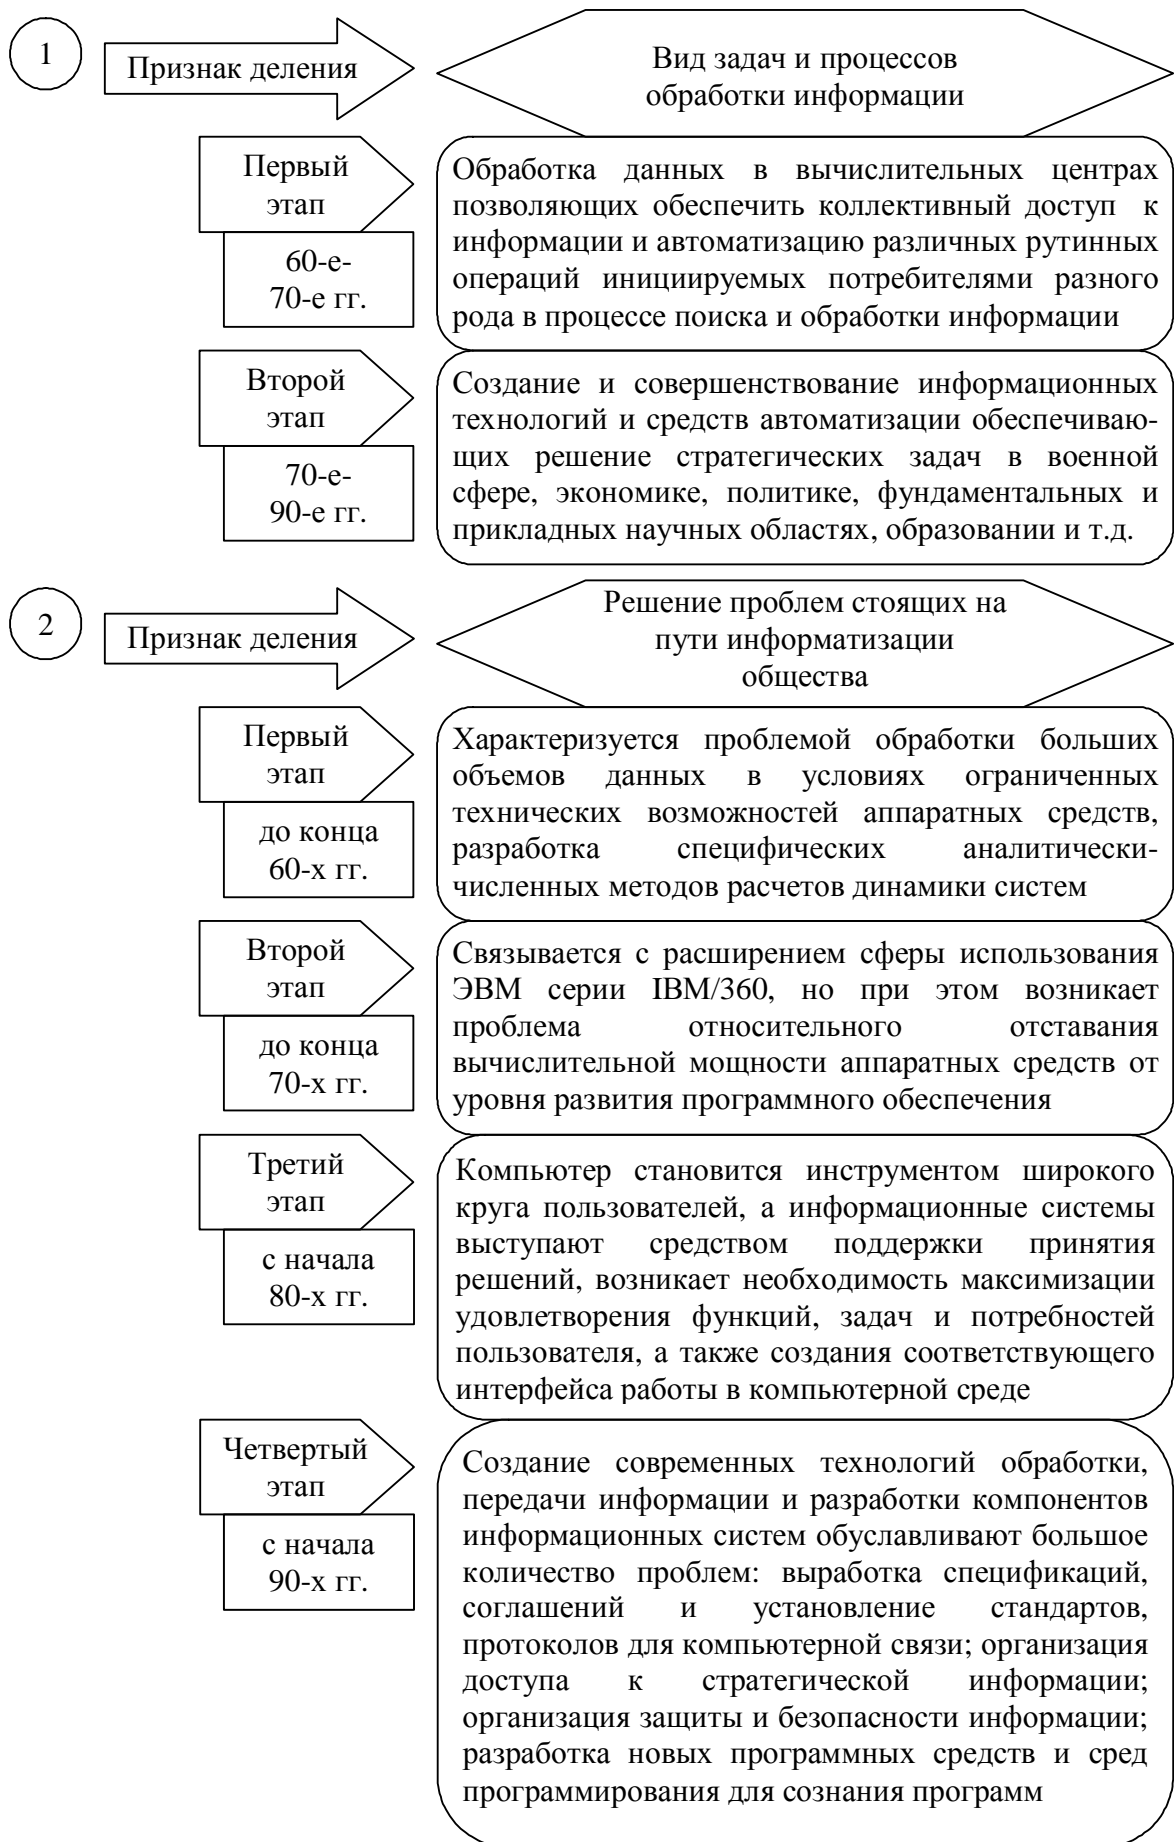 1
Признак деления
Вид задач и процессов
обработки информации
Первый
этап
60-е-
70-е гг.
Обработка данных в вычислительных центрах
позволяющих обеспечить коллективный доступ к
информации и автоматизацию различных рутинных
операций инициируемых потребителями разного
рода в процессе поиска и обработки информации
Второй
этап
70-е-
90-е гг.
Создание и совершенствование информационных
технологий и средств автоматизации обеспечиваю-
щих решение стратегических задач в военной
сфере, экономике, политике, фундаментальных и
прикладных научных областях, образовании и т.д.
2
Признак деления
Решение проблем стоящих на
пути информатизации
общества
Первый
этап
до конца
60-х гг.
Характеризуется проблемой обработки больших
объемов данных в условиях ограниченных
технических возможностей аппаратных средств,
разработка специфических аналитически-
численных методов расчетов динамики систем
Второй
этап
до конца
70-х гг.
Связывается с расширением сферы использования
ЭВМ серии IBM/360, но при этом возникает
проблема относительного отставания
вычислительной мощности аппаратных средств от
уровня развития программного обеспечения
Третий
этап
с начала
80-х гг.
Компьютер становится инструментом широкого
круга пользователей, а информационные системы
выступают средством поддержки принятия
решений, возникает необходимость максимизации
удовлетворения функций, задач и потребностей
пользователя, а также создания соответствующего
интерфейса работы в компьютерной среде
Четвертый
этап
с начала
90-х гг.
Создание современных технологий обработки,
передачи информации и разработки компонентов
информационных систем обуславливают большое
количество проблем: выработка спецификаций,
соглашений и установление стандартов,
протоколов для компьютерной связи; организация
доступа к стратегической информации;
организация защиты и безопасности информации;
разработка новых программных средств и сред
программирования для сознания программ